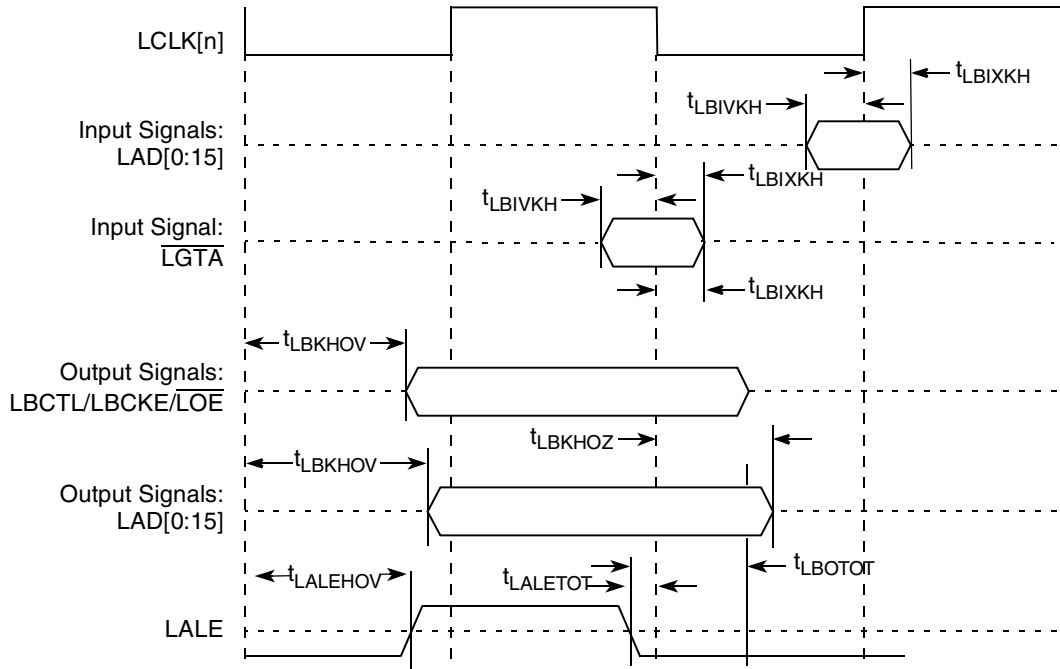 LCLK[n]
tLBIXKH
tLBIVKH
Input Signals:
LAD[0:15]
tLBIXKH
tLBIVKH
Input Signal:
LGTA
tLBIXKH
tLBKHOV
Output Signals:
LBCTL/LBCKE/LOE
tLBKHOZ
tLBKHOV
Output Signals:
LAD[0:15]
tLBOTOT
tLALEHOV
tLALETOT
LALE